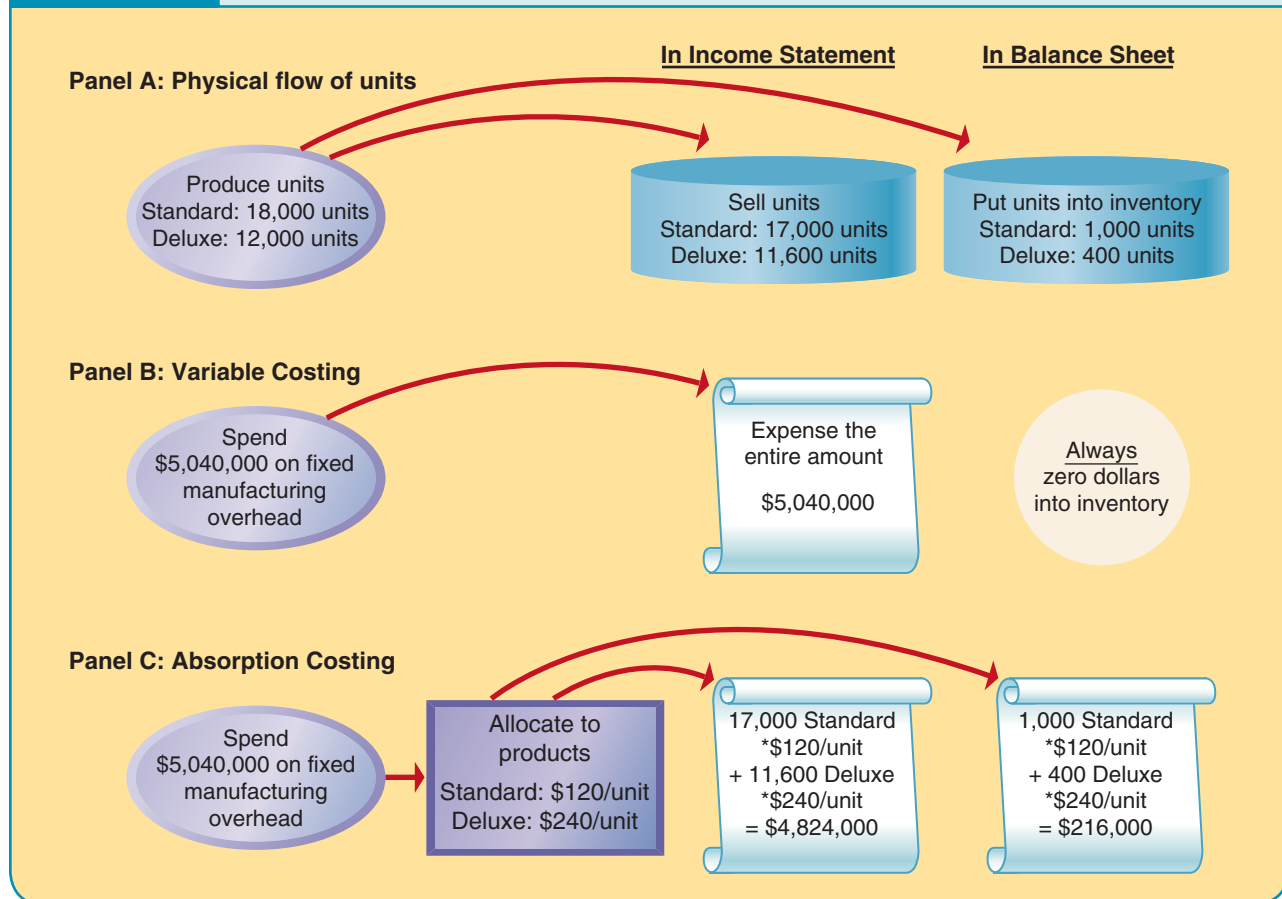 In Income Statement
In Balance Sheet
Panel A: Physical flow of units
Produce units
Standard: 18,000 units
Deluxe: 12,000 units
Sell units
Standard: 17,000 units
Deluxe: 11,600 units
Put units into inventory
Standard: 1,000 units
Deluxe: 400 units
Panel B: Variable Costing
Spend
$5,040,000 on fixed
manufacturing
overhead
Expense the
entire amount
$5,040,000
Always
zero dollars
into inventory
Panel C: Absorption Costing
Spend
$5,040,000 on fixed
manufacturing
overhead
Allocate to
products
Standard: $120/unit
Deluxe: $240/unit
17,000 Standard
*$120/unit
+ 11,600 Deluxe
*$240/unit
= $4,824,000
1,000 Standard
*$120/unit
+ 400 Deluxe
*$240/unit
= $216,000